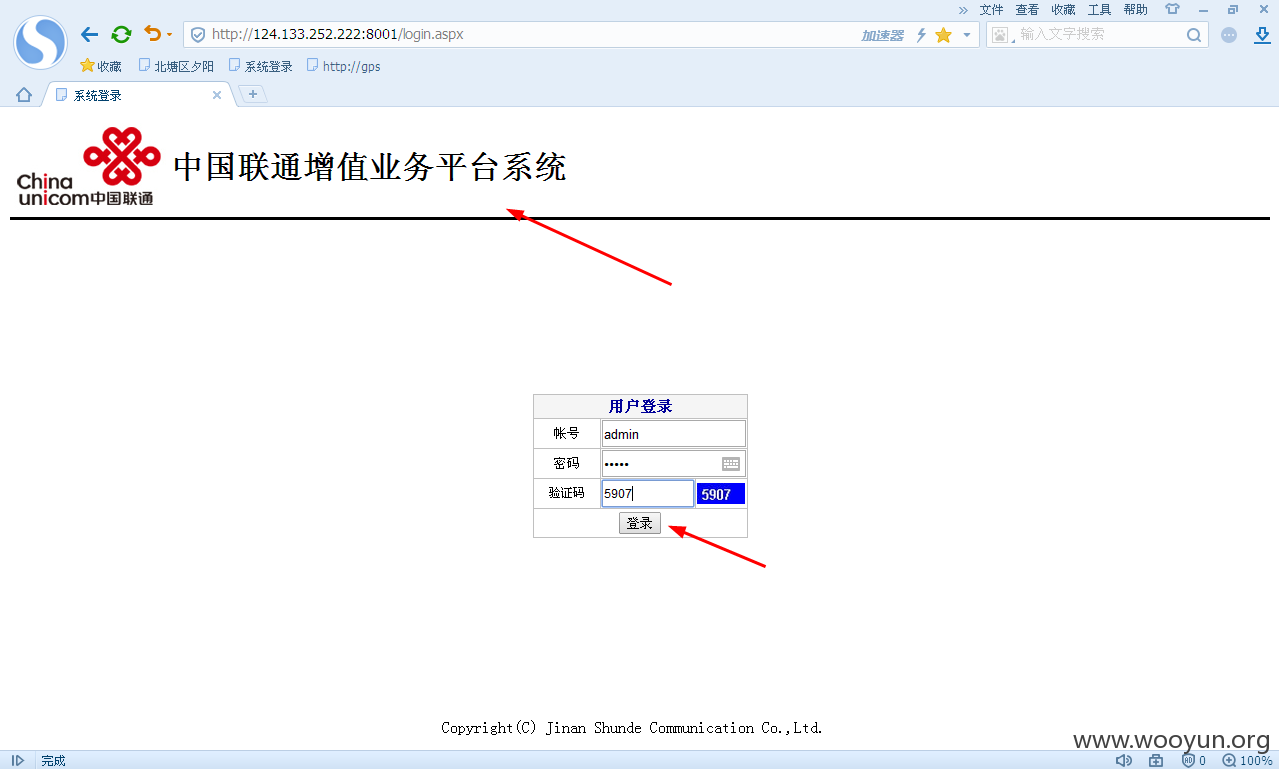 » 文件 查看 收藏 工具 帮助
http://124.133.252.222:8001/login.aspx 加速器 输入文字搜索
收藏 北塘区夕阳 系统登录 http://gps
系统登录
China unicom中国联通
中国联通增值业务平台系统
用户登录
帐号 admin
密码 •••••
验证码 5907 5907
登录
Copyright(C) Jinan Shunde Communication Co.,Ltd.
www.wooyun.org
完成 0 100%